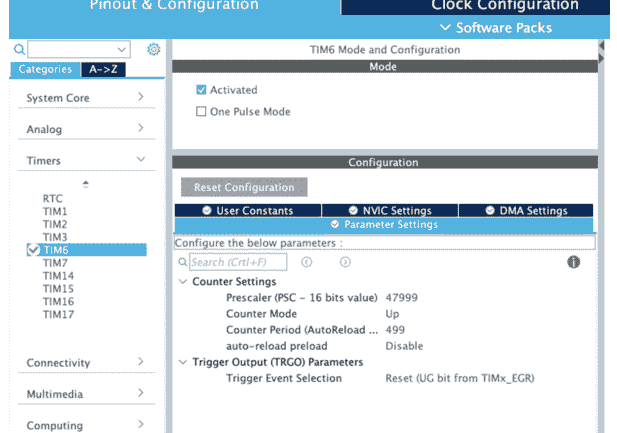 Pinout & Configuration
Clock Configuration
Software Packs
TIM6 Mode and Configuration
Mode
Categories
A->Z
Activated
System Core
One Pulse Mode
Analog
Timers
Configuration
Reset Configuration
RTC
TIM1
TIM2
TIM3
TIM6
TIM7
TIM14
TIM15
TIM16
TIM17
User Constants
NVIC Settings
DMA Settings
Parameter Settings
Configure the below parameters :
Search (Crtl+F)
Counter Settings
Prescaler (PSC - 16 bits value) 47999
Counter Mode Up
Counter Period (AutoReload ... 499
auto-reload preload Disable
Trigger Output (TRGO) Parameters
Trigger Event Selection Reset (UG bit from TIMx_EGR)
Connectivity
Multimedia
Computing